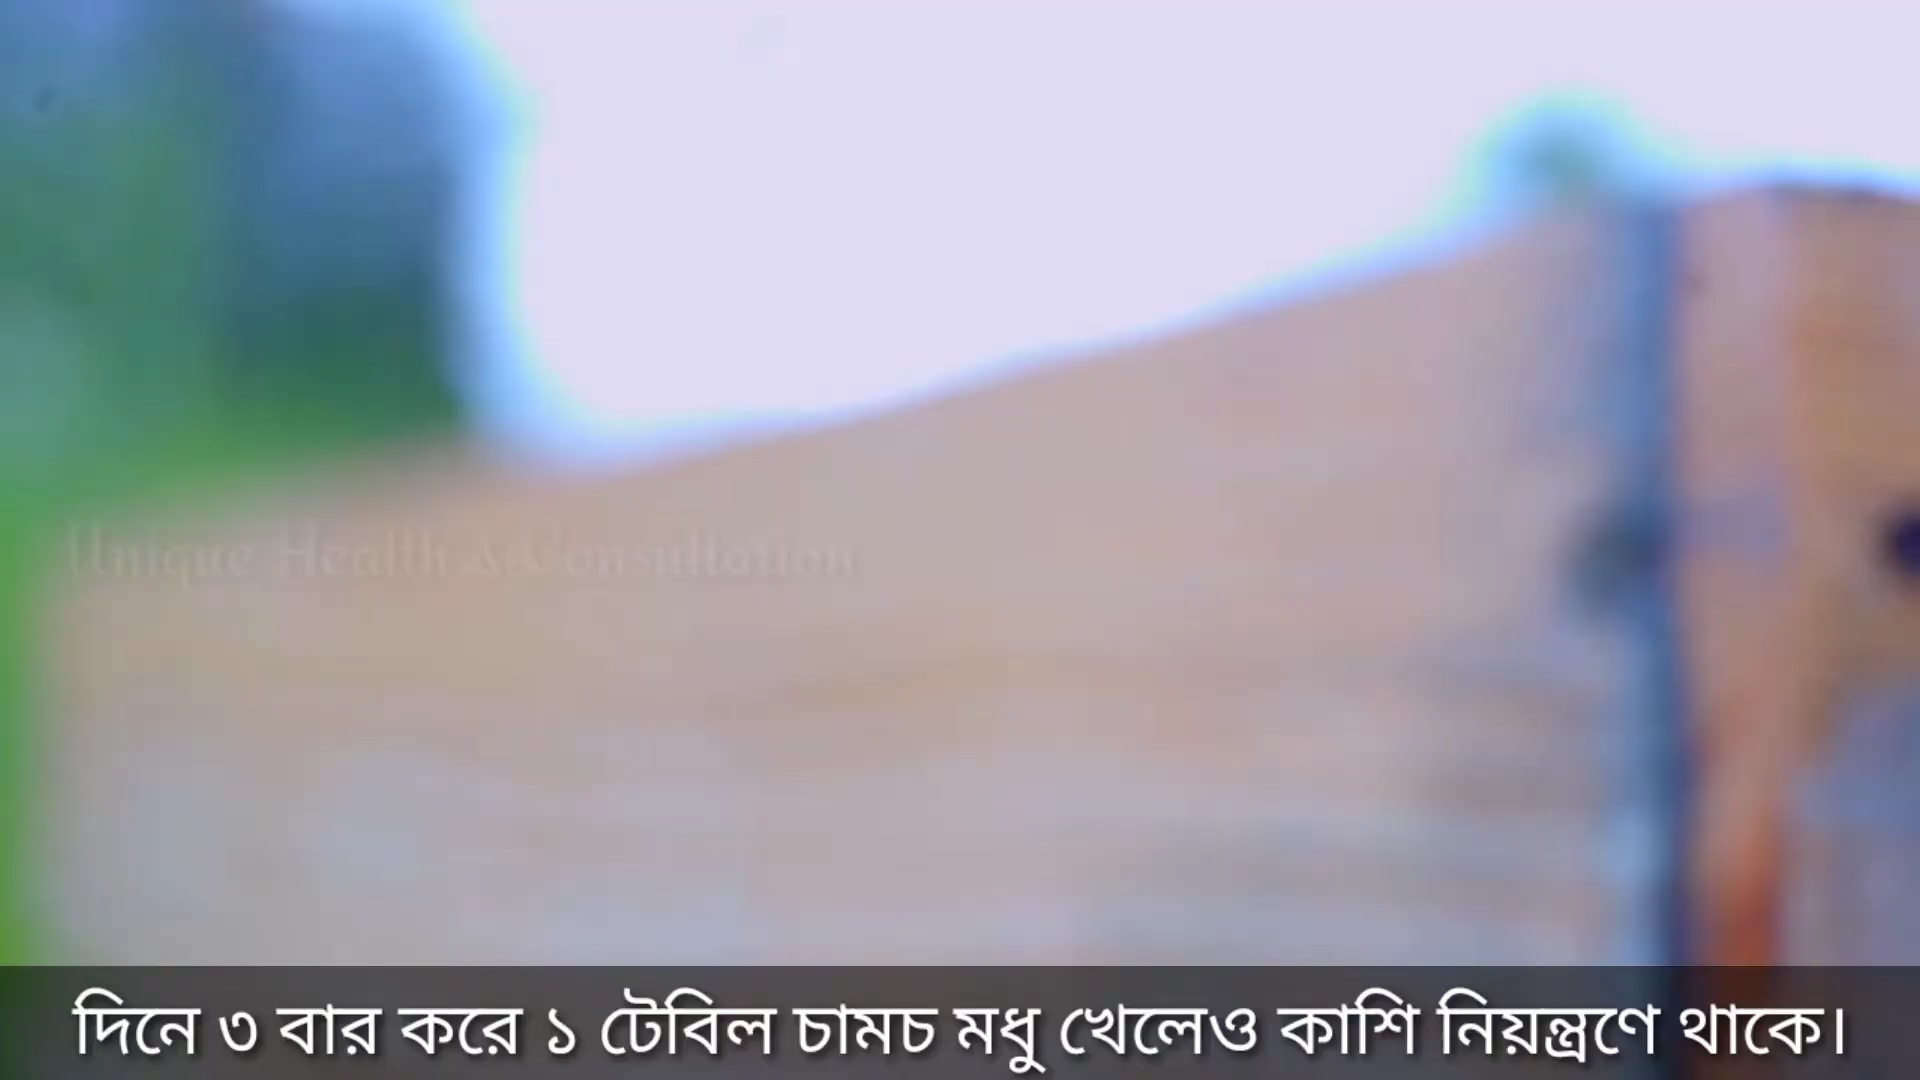 Unique Health & Consultation
দিনে ৩ বার করে ১ টেবিল চামচ মধু খেলেও কাশি নিয়ন্ত্রণে থাকে।